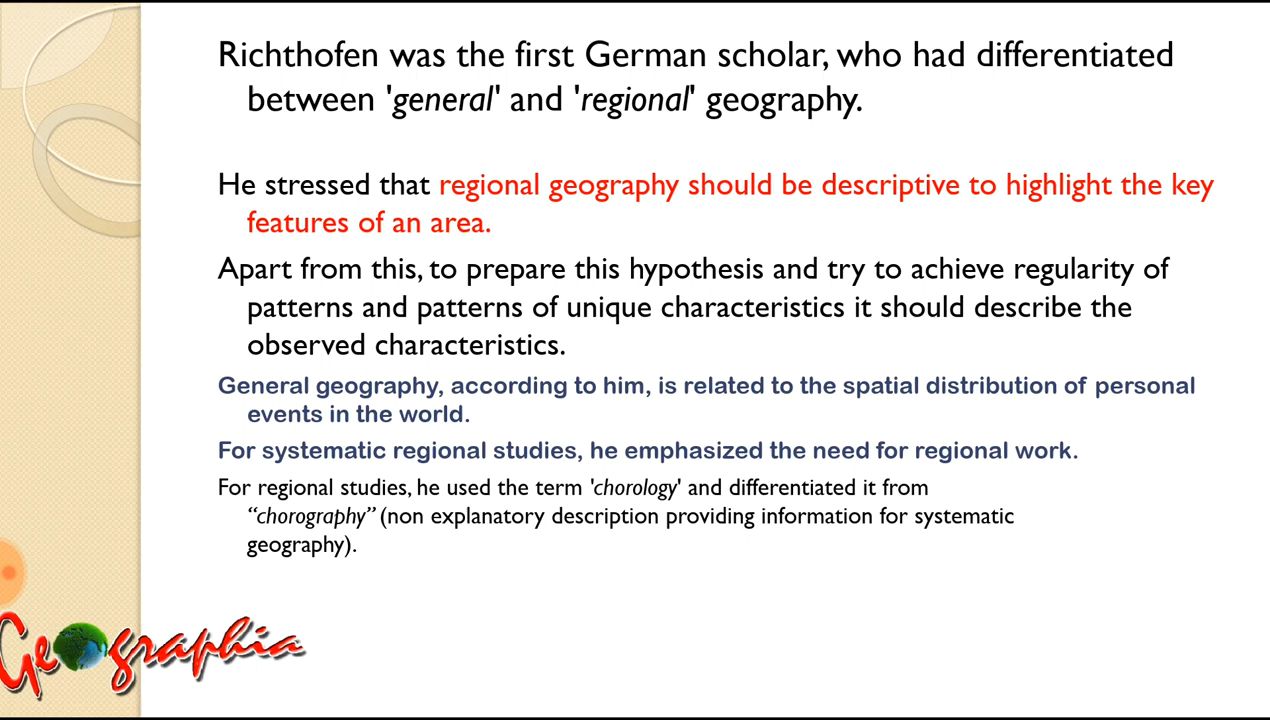 Richthofen was the first German scholar, who had differentiated
between 'general' and 'regional' geography.
He stressed that regional geography should be descriptive to highlight the key
features of an area.
Apart from this, to prepare this hypothesis and try to achieve regularity of
patterns and patterns of unique characteristics it should describe the
observed characteristics.
General geography, according to him, is related to the spatial distribution of personal
events in the world.
For systematic regional studies, he emphasized the need for regional work.
For regional studies, he used the term 'chorology' and differentiated it from
“chorography” (non explanatory description providing information for systematic
geography).
Geographia